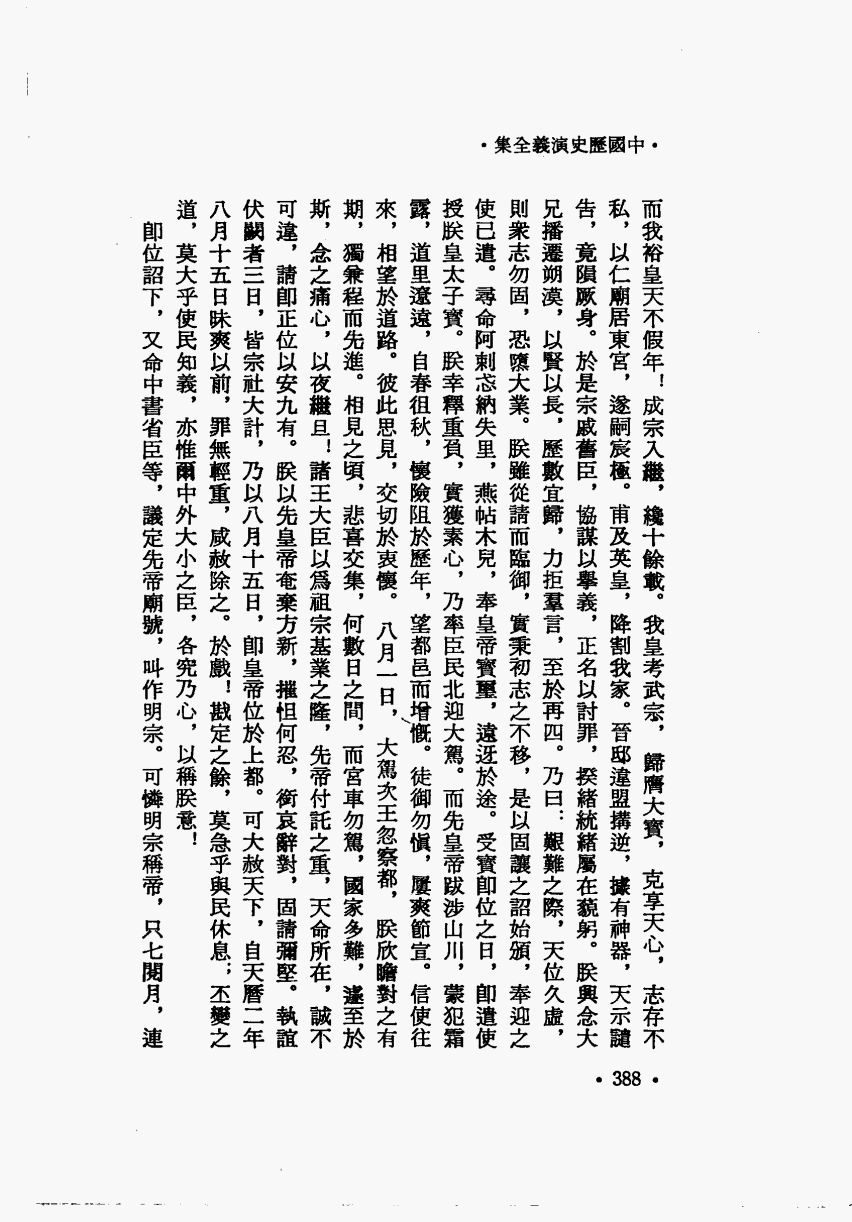 •中國歷史演義全集•
而我裕皇天不假年！成宗入繼，纔十餘載。我皇考武宗，歸膺大寶，克享天心，志存不
私，以仁廟居東宮，遂嗣宸極。甫及英皇，降割我家。晉邸違盟搆逆，據有神器，天示譴
告，竟隕厥身。於是宗戚舊臣，協謀以舉義，正名以討罪，揆緒統緒屬在藐躬。朕興念大
兄播遷朔漠，以賢以長，歷數宜歸，力拒羣言，至於再四。乃曰：艱難之際，天位久虛，
則衆志勿固，恐隳大業。朕雖從請而臨御，實秉初志之不移，是以固讓之詔始頒，奉迎之
使已遣。尋命阿剌忒納失里，燕帖木兒，奉皇帝寶璽，遠迓於途。受寶卽位之日，卽遣使
授朕皇太子寶。朕幸釋重負，實獲素心，乃率臣民北迎大駕。而先皇帝跋涉山川，蒙犯霜
露，道里遼遠，自春徂秋，懷險阻於歷年，望都邑而增慨。徒御勿愼，屢爽節宣。信使往
來，相望於道路。彼此思見，交切於衷懷。八月一日，大駕次王忽察都，朕欣瞻對之有
期，獨兼程而先進。相見之頃，悲喜交集，何數日之間，而宮車勿駕，國家多難，遽至於
斯，念之痛心，以夜繼旦！諸王大臣以爲祖宗基業之隆，先帝付託之重，天命所在，誠不
可違，請卽正位以安九有。朕以先皇帝奄棄方新，摧怛何忍，銜哀辭對，固請彌堅。執誼
伏闕者三日，皆宗社大計，乃以八月十五日，卽皇帝位於上都。可大赦天下，自天曆二年
八月十五日昧爽以前，罪無輕重，咸赦除之。於戲！戡定之餘，莫急乎與民休息；丕變之
道，莫大乎使民知義，亦惟爾中外大小之臣，各究乃心，以稱朕意！
卽位詔下，又命中書省臣等，議定先帝廟號，叫作明宗。可憐明宗稱帝，只七閱月，連
•388•